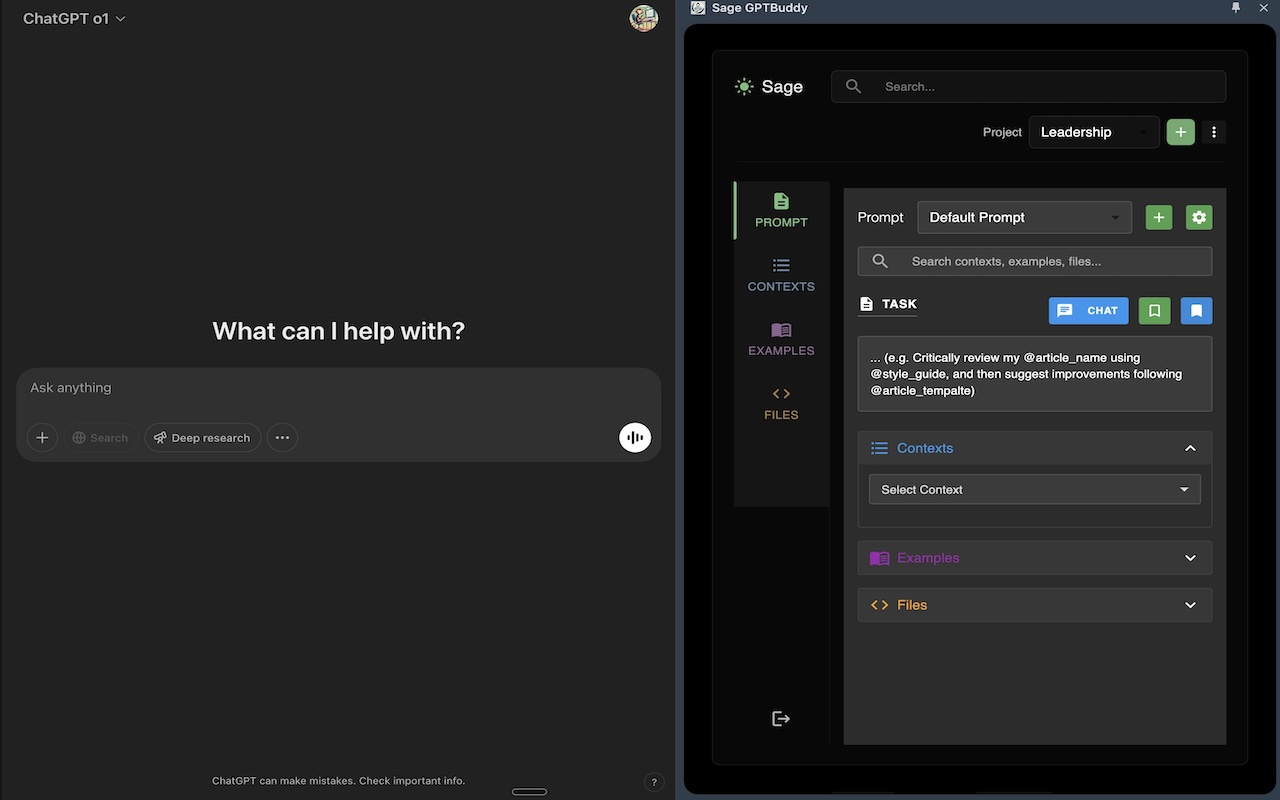 ChatGPT o1
What can I help with?
Ask anything
Search
Deep research
ChatGPT can make mistakes. Check important info.
?
Sage GPTBuddy
Sage
Search...
Project
Leadership
PROMPT
CONTEXTS
EXAMPLES
FILES
Prompt
Default Prompt
Search contexts, examples, files...
TASK
CHAT
... (e.g. Critically review my @article_name using
@style_guide, and then suggest improvements following
@article_tempalte)
Contexts
Select Context
Examples
Files